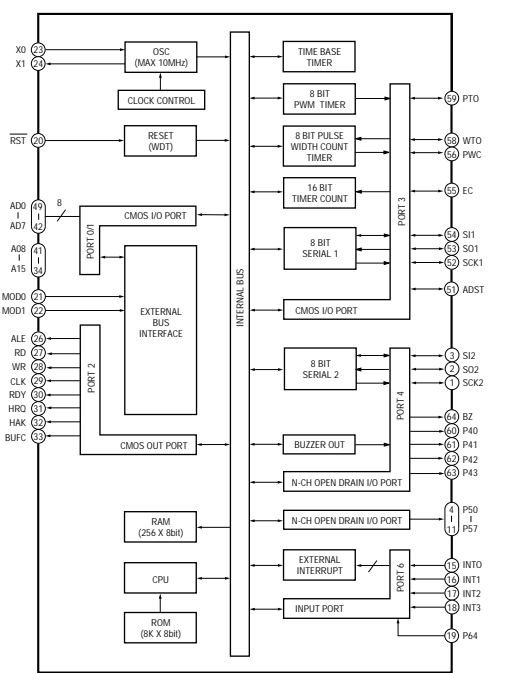 X0 23
X1 24
OSC
(MAX 10MHz)
CLOCK CONTROL
RST 20
RESET
(WDT)
AD0 49
AD7 42
8
CMOS I/O PORT
PORT 0/1
A08 41
A15 34
MOD0 21
MOD1 22
EXTERNAL
BUS
INTERFACE
ALE 26
RD 27
WR 28
CLK 29
RDY 30
HRQ 31
HAK 32
BUFC 33
PORT 2
CMOS OUT PORT
RAM
(256 X 8bit)
CPU
ROM
(8K X 8bit)
INTERNAL BUS
TIME BASE
TIMER
8 BIT
PWM TIMER
8 BIT PULSE
WIDTH COUNT
TIMER
16 BIT
TIMER COUNT
8 BIT
SERIAL 1
CMOS I/O PORT
PORT 3
59 PTO
58 WTO
56 PWC
55 EC
54 SI1
53 SO1
52 SCK1
51 ADST
8 BIT
SERIAL 2
BUZZER OUT
N-CH OPEN DRAIN I/O PORT
PORT 4
3 SI2
2 SO2
1 SCK2
64 BZ
60 P40
61 P41
62 P42
63 P43
N-CH OPEN DRAIN I/O PORT
4 P50
11 P57
EXTERNAL
INTERRUPT
INPUT PORT
PORT 6
15 INTO
16 INT1
17 INT2
18 INT3
19 P64